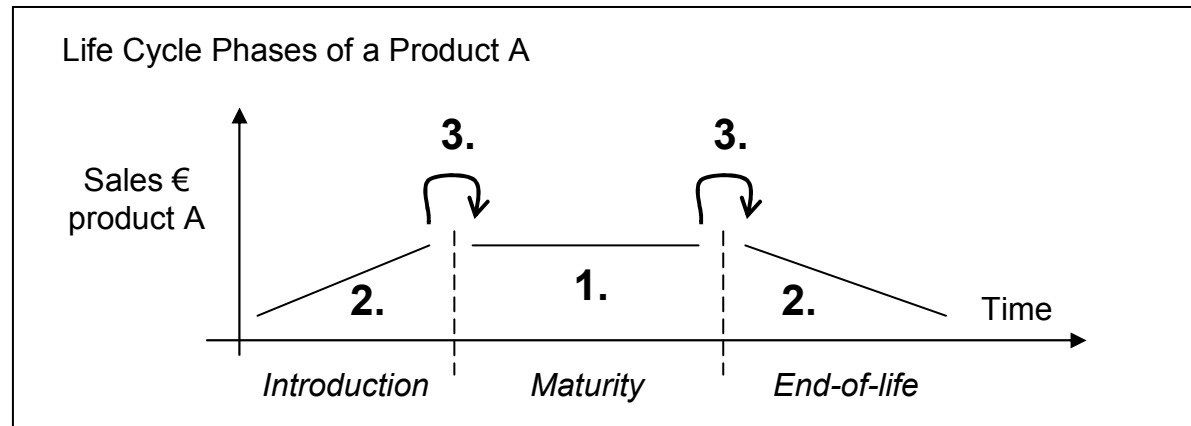 Life Cycle Phases of a Product A
3.
3.
Sales €
product A
2.
1.
2.
Time
Introduction
Maturity
End-of-life